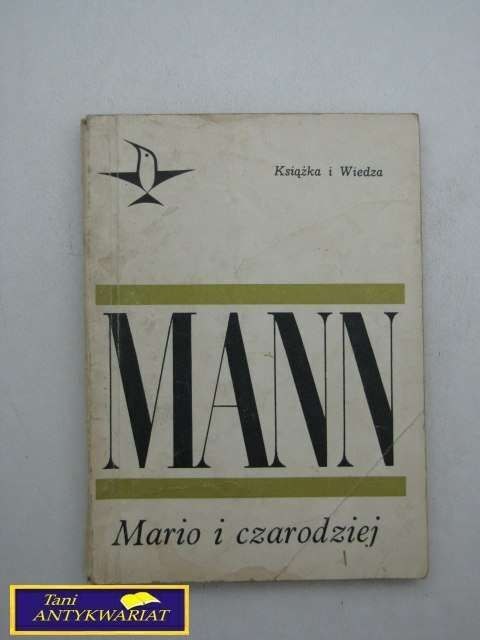 Książka i Wiedza
MANN
Mario i czarodziej
Tani
ANTYKWARIAT